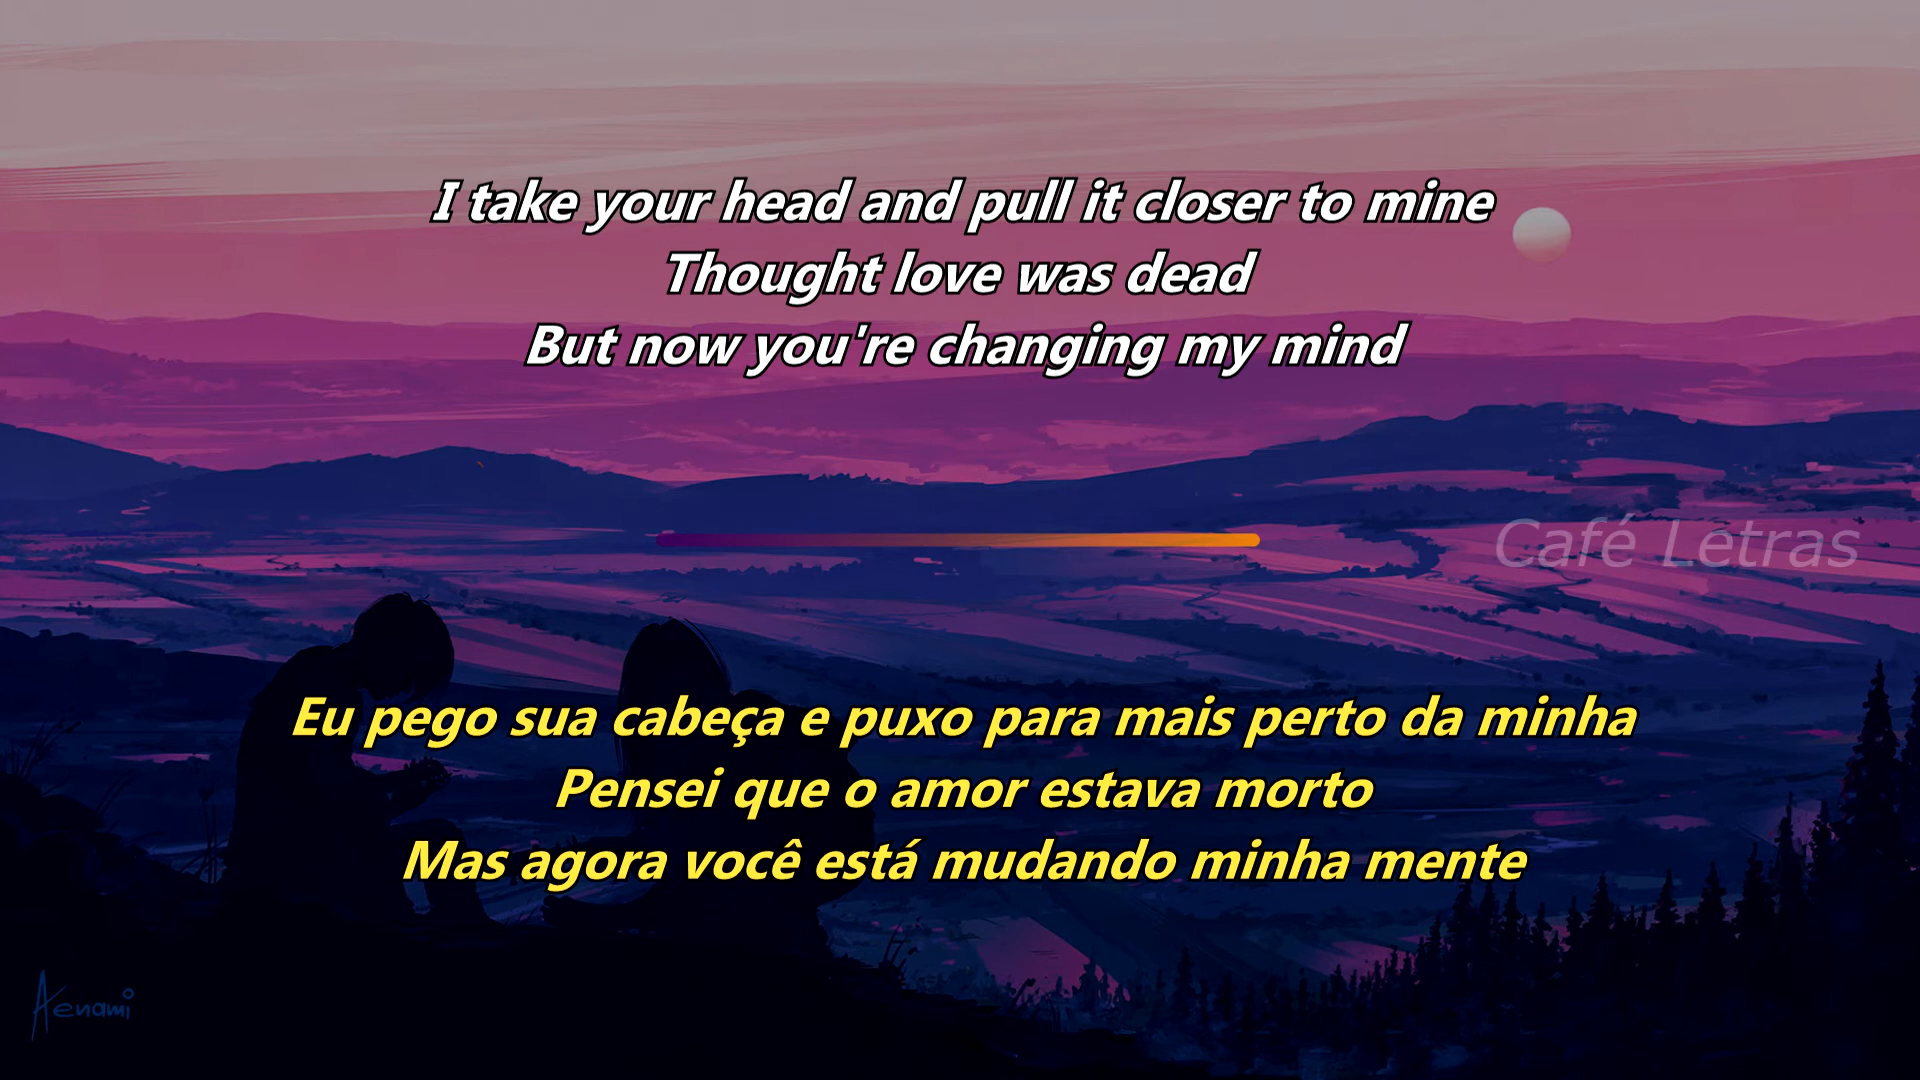 I take your head and pull it closer to mine
Thought love was dead
But now you're changing my mind
Café Letras
Eu pego sua cabeça e puxo para mais perto da minha
Pensei que o amor estava morto
Mas agora você está mudando minha mente
Aenami